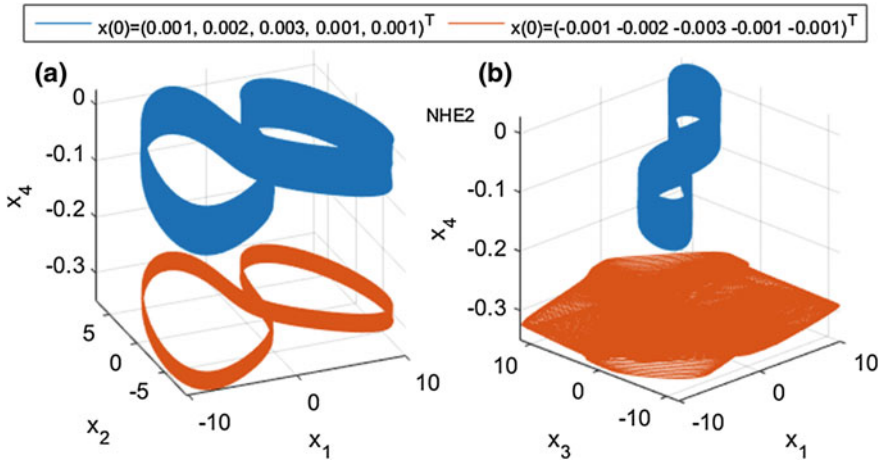 x(0)=(0.001, 0.002, 0.003, 0.001, 0.001)ᵀ
x(0)=(-0.001 -0.002 -0.003 -0.001 -0.001)ᵀ
(a)
0
-0.1
-0.2
-0.3
x₄
5
0
-5
x₂
-10
0
10
x₁
(b)
NHE2
0
-0.1
-0.2
-0.3
x₄
10
0
-10
x₃
-10
0
10
x₁